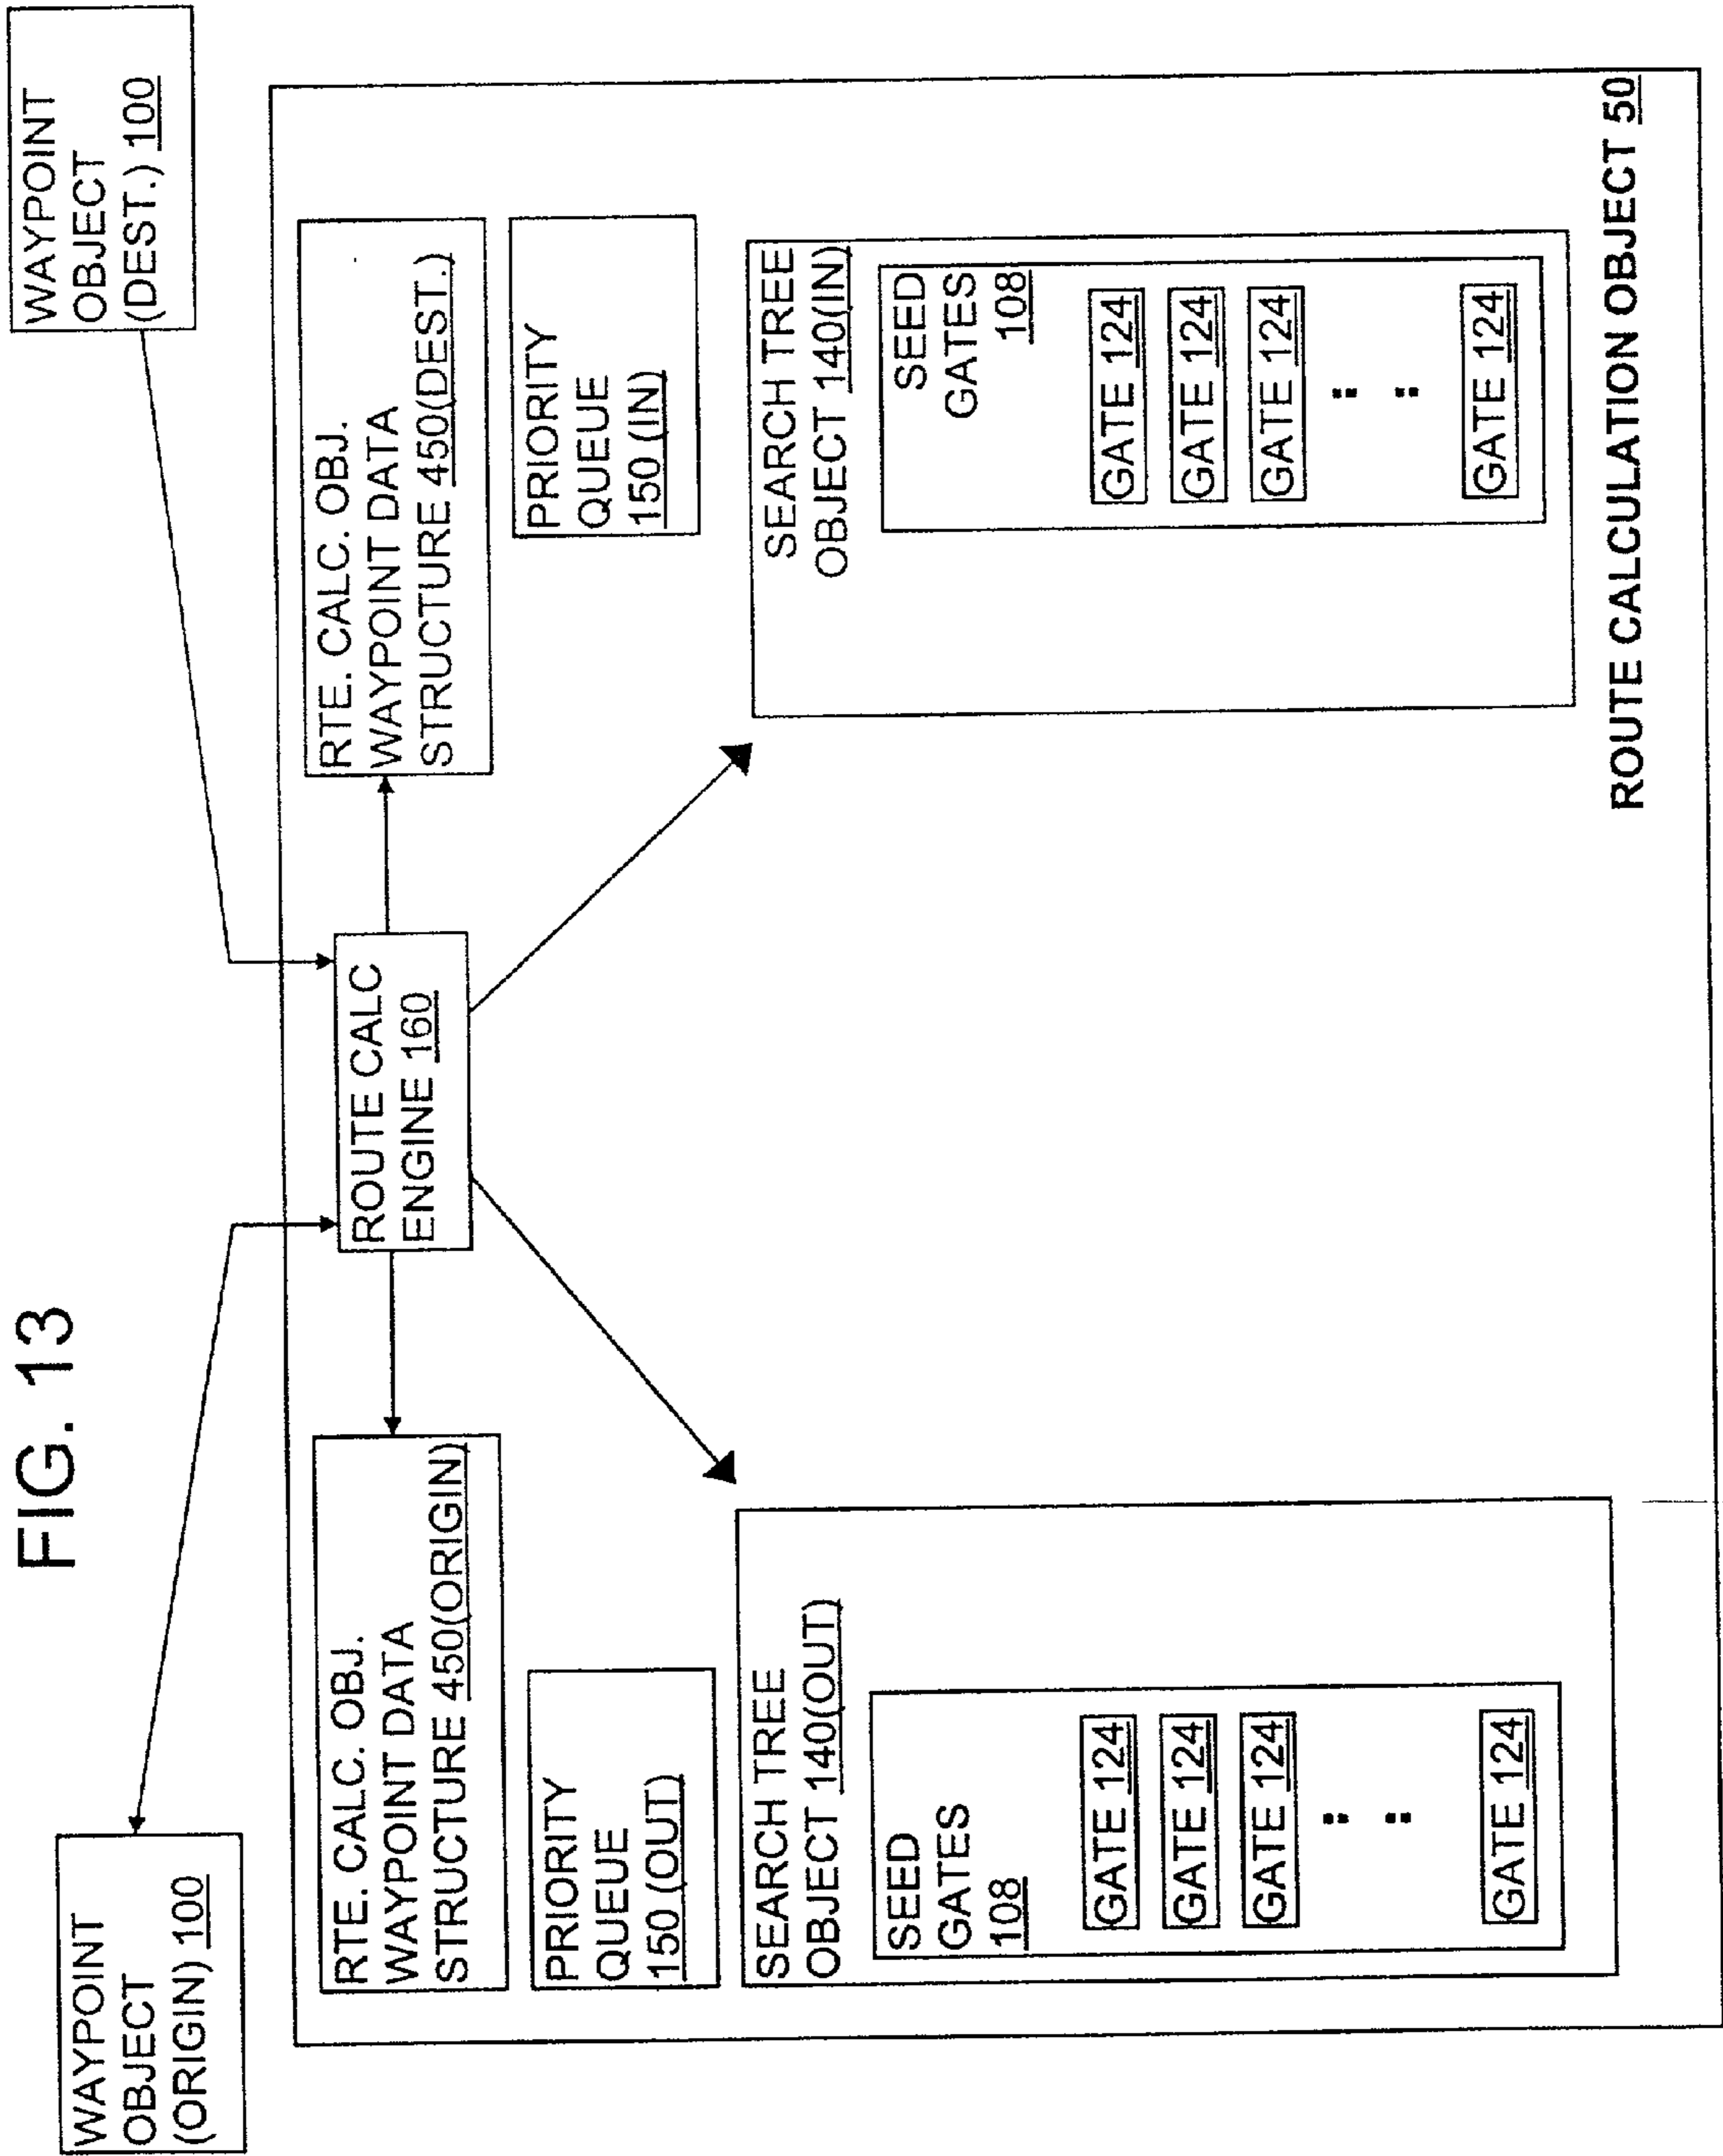 FIG. 13
WAYPOINT
OBJECT
(ORIGIN) 100
WAYPOINT
OBJECT
(DEST.) 100
RTE. CALC. OBJ.
WAYPOINT DATA
STRUCTURE 450(ORIGIN)
ROUTE CALC
ENGINE 160
RTE. CALC. OBJ.
WAYPOINT DATA
STRUCTURE 450(DEST.)
PRIORITY
QUEUE
150 (OUT)
PRIORITY
QUEUE
150 (IN)
SEARCH TREE
OBJECT 140(OUT)
SEED
GATES
108
GATE 124
GATE 124
GATE 124
GATE 124
SEARCH TREE
OBJECT 140(IN)
SEED
GATES
108
GATE 124
GATE 124
GATE 124
GATE 124
ROUTE CALCULATION OBJECT 50